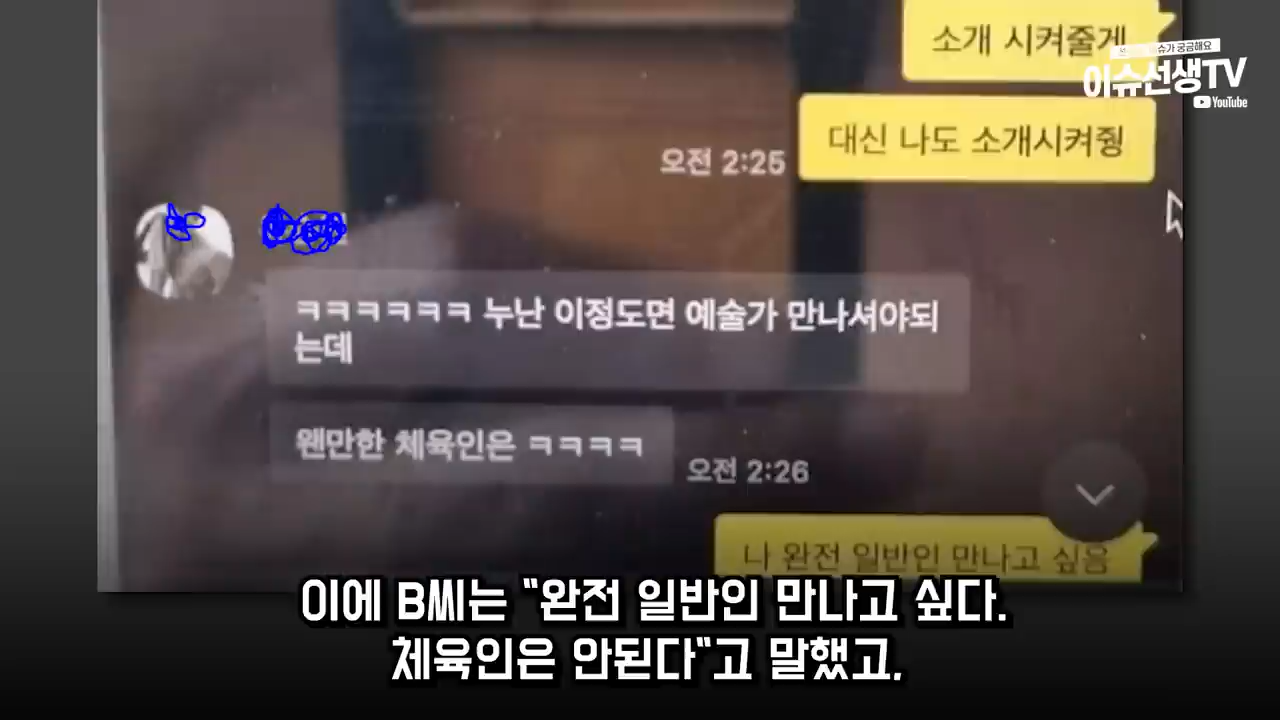 소개 시켜줄게
슈가 궁금해요
이슈선생TV
YouTube
대신 나도 소개시켜줭
오전 2:25
ㅋㅋㅋㅋㅋㅋ 누난 이정도면 예술가 만나셔야되
는데
웬만한 체육인은 ㅋㅋㅋㅋ
오전 2:26
나 완전 일반인 만나고 싶음
이에 B씨는 “완전 일반인 만나고 싶다.
체육인은 안된다“고 말했고,